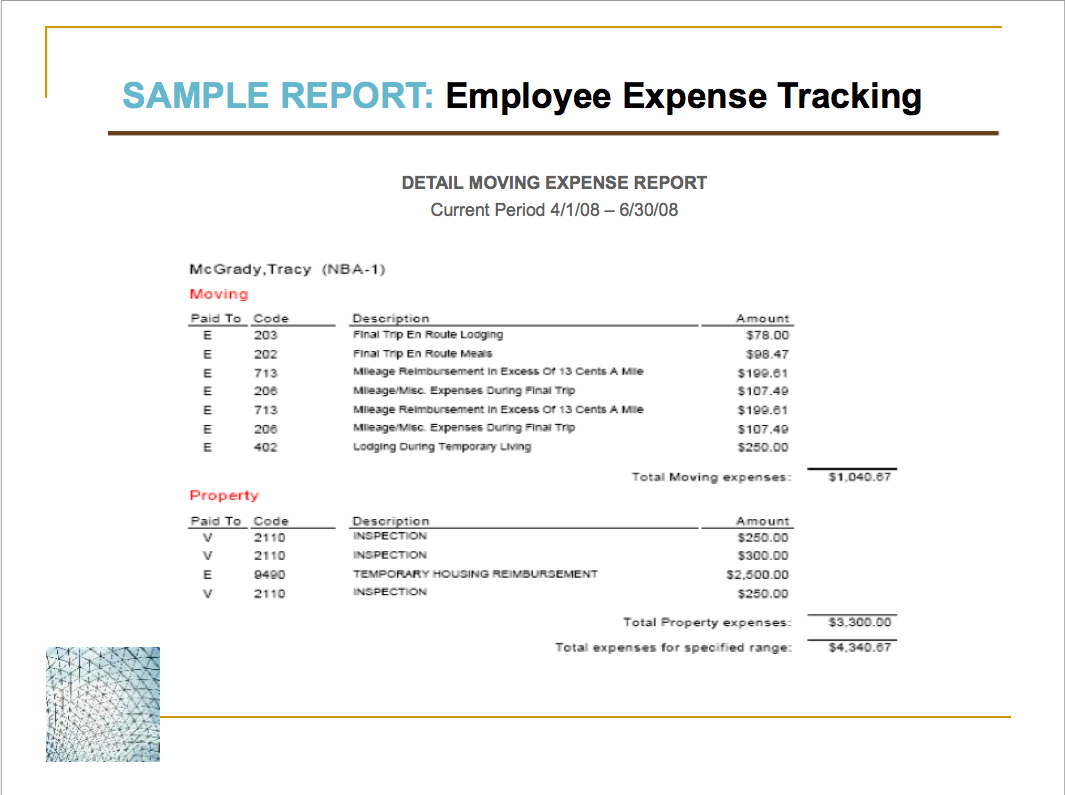 SAMPLE REPORT: Employee Expense Tracking
DETAIL MOVING EXPENSE REPORT
Current Period 4/1/08 – 6/30/08
McGrady,Tracy (NBA-1)
Moving
Paid To Code Description Amount
E 203 Final Trip En Route Lodging $78.00
E 202 Final Trip En Route Meals $98.47
E 713 Mileage Reimbursement In Excess Of 13 Cents A Mile $199.61
E 206 Mileage/Misc. Expenses During Final Trip $107.49
E 713 Mileage Reimbursement In Excess Of 13 Cents A Mile $199.61
E 206 Mileage/Misc. Expenses During Final Trip $107.49
E 402 Lodging During Temporary Living $250.00
Total Moving expenses: $1,040.67
Property
Paid To Code Description Amount
V 2110 INSPECTION $250.00
V 2110 INSPECTION $300.00
E 9490 TEMPORARY HOUSING REIMBURSEMENT $2,500.00
V 2110 INSPECTION $250.00
Total Property expenses: $3,300.00
Total expenses for specified range: $4,340.67